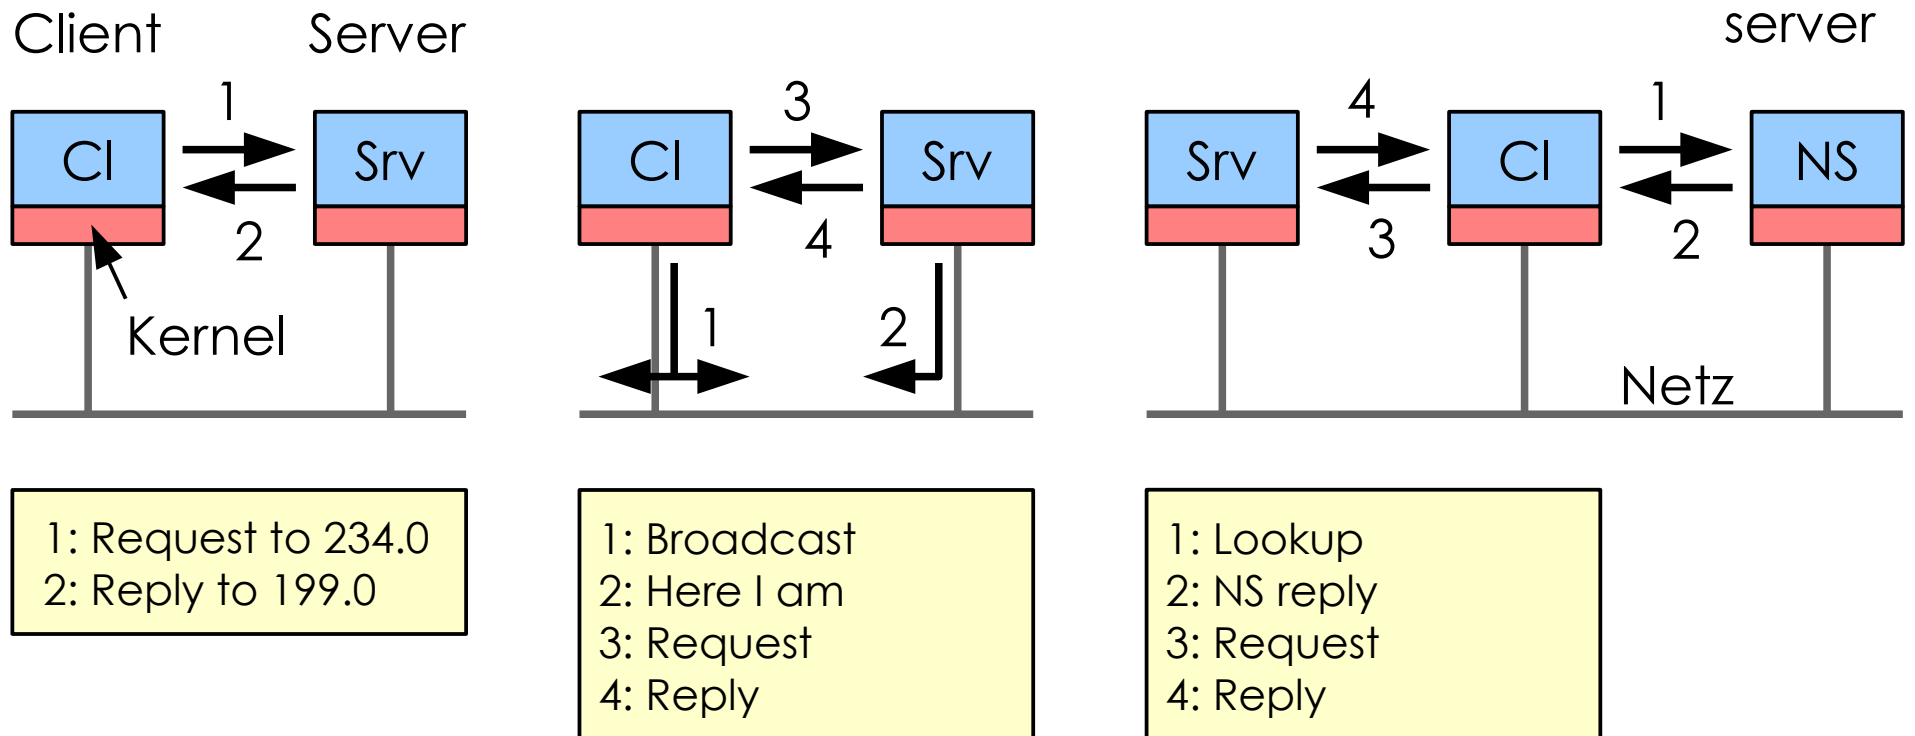 Client
Server
1
Cl
Srv
2
Kernel
1: Request to 234.0
2: Reply to 199.0
3
Cl
Srv
4
1
2
1: Broadcast
2: Here I am
3: Request
4: Reply
server
4
1
Srv
Cl
NS
3
2
Netz
1: Lookup
2: NS reply
3: Request
4: Reply